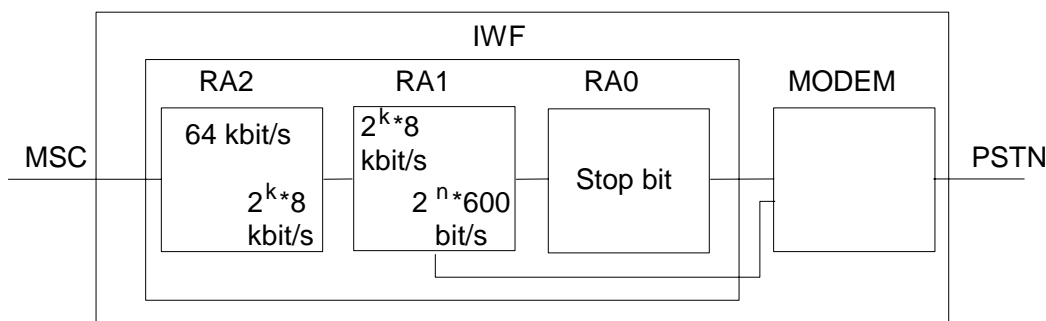 IWF
RA2 RA1 RA0 MODEM
MSC
64 kbit/s
2^k*8
kbit/s
2^k*8
kbit/s
2^n*600
bit/s
Stop bit
PSTN